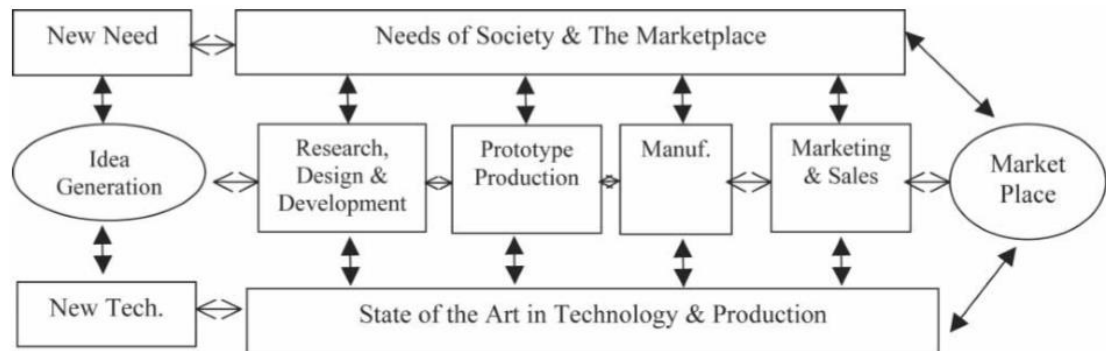 New Need
Needs of Society & The Marketplace
Idea
Generation
Research,
Design &
Development
Prototype
Production
Manuf.
Marketing
& Sales
Market
Place
New Tech.
State of the Art in Technology & Production